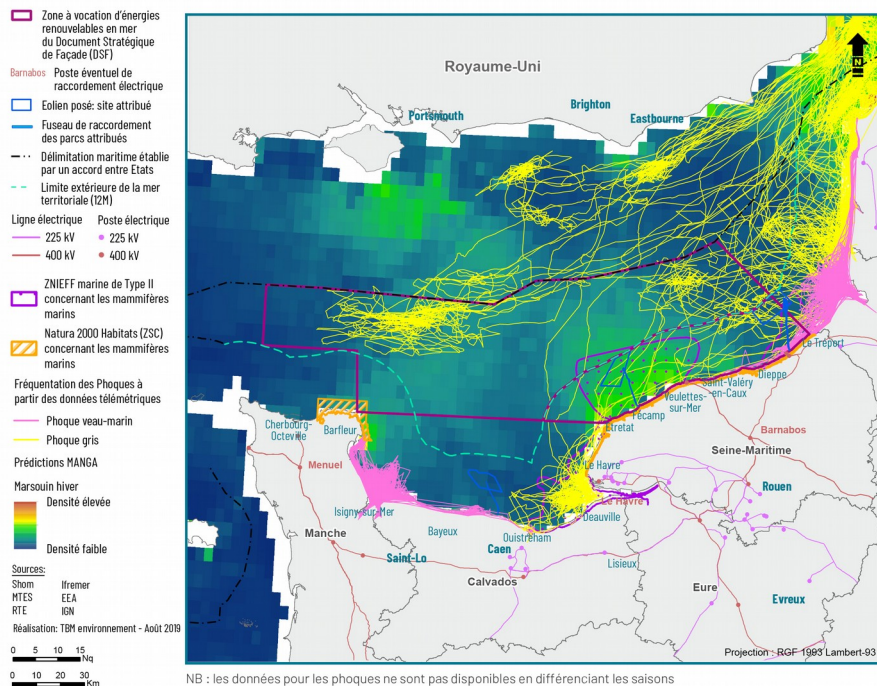 Zone à vocation d'énergies
renouvelables en mer
du Document Stratégique
de Façade (DSF)
Barnabos Poste éventuel de
raccordement électrique
Eolien posé: site attribué
Fuseau de raccordement
des parcs attribués
Délimitation maritime établie
par un accord entre Etats
Limite extérieure de la mer
territoriale (12M)
Ligne électrique Poste électrique
225 kV 225 kV
400 kV 400 kV
ZNIEFF marine de Type II
concernant les mammifères
marins
Natura 2000 Habitats (ZSC)
concernant les mammifères
marins
Fréquentation des Phoques à
partir des données télémétriques
Phoque veau-marin
Phoque gris
Prédictions MANGA
Marsouin hiver
Densité élevée
Densité faible
Sources:
Shom Ifremer
MTES EEA
RTE IGN
Réalisation: TBM environnement - Août 2019
0 5 10 15
Nq
0 10 20 30
Km
N
Royaume-Uni
Portsmouth
Brighton
Eastbourne
Le Tréport
Dieppe
Saint-Valéry
-en-Caux
Veulettes-
sur-Mer
Fécamp
Etretat
Cherbourg-
Octeville
Barfleur
Barnabos
Seine-Maritime
Menuel
Le Havre
Le Havre
Rouen
Isigny-sur-Mer
Deauville
Manche
Bayeux
Ouistreham
Saint-Lo
Caen
Lisieux
Calvados
Eure
Evreux
Projection : RGF 1993 Lambert-93
NB : les données pour les phoques ne sont pas disponibles en différenciant les saisons